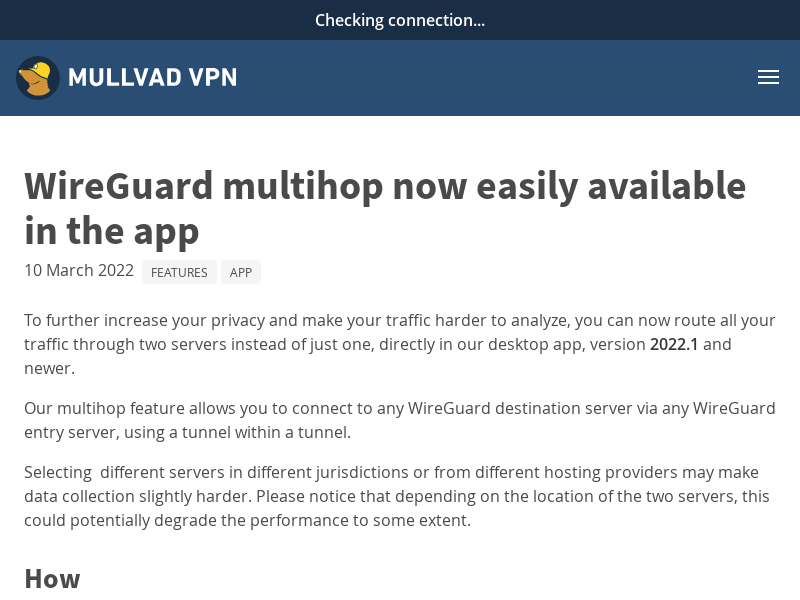 Checking connection...
MULLVAD VPN
WireGuard multihop now easily available
in the app
10 March 2022 FEATURES APP
To further increase your privacy and make your traffic harder to analyze, you can now route all your
traffic through two servers instead of just one, directly in our desktop app, version 2022.1 and
newer.
Our multihop feature allows you to connect to any WireGuard destination server via any WireGuard
entry server, using a tunnel within a tunnel.
Selecting  different servers in different jurisdictions or from different hosting providers may make
data collection slightly harder. Please notice that depending on the location of the two servers, this
could potentially degrade the performance to some extent.
How